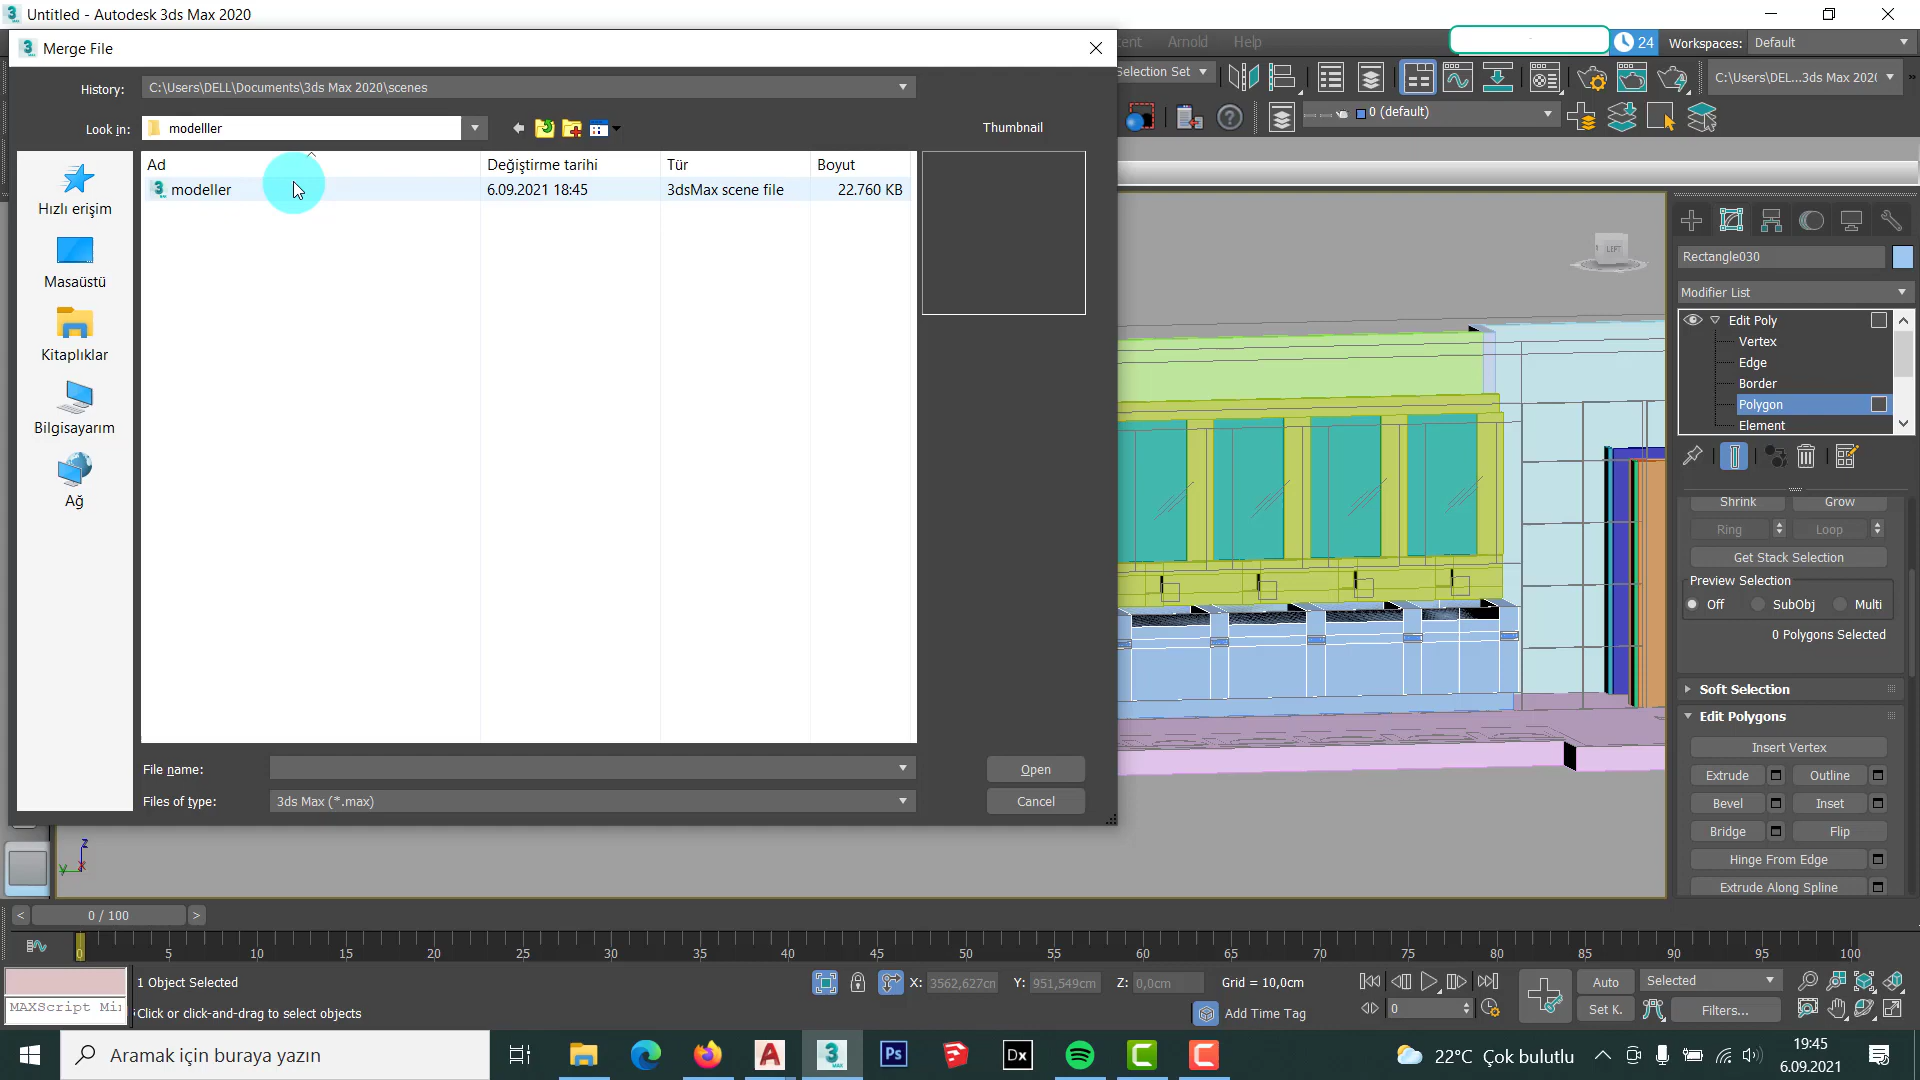 Untitled - Autodesk 3ds Max 2020
Merge File
Arnold
Help
24
Workspaces:
Default
History:
C:\Users\DELL\Documents\3ds Max 2020\scenes
Selection Set
C:\Users\DEL...3ds Max 202
Look in:
modelller
Thumbnail
0 (default)
Ad
Değiştirme tarihi
Tür
Boyut
modeller
6.09.2021 18:45
3dsMax scene file
22.760 KB
Hızlı erişim
Masaüstü
Kitaplıklar
Bilgisayarım
Ağ
LEFT
Rectangle030
Modifier List
Edit Poly
Vertex
Edge
Border
Polygon
Element
Shrink
Grow
Ring
Loop
Get Stack Selection
Preview Selection
Off
SubObj
Multi
0 Polygons Selected
Soft Selection
Edit Polygons
Insert Vertex
Extrude
Outline
Bevel
Inset
Bridge
Flip
Hinge From Edge
Extrude Along Spline
File name:
Open
Files of type:
3ds Max (*.max)
Cancel
z
y
x
< 0 / 100 >
0 5 10 15 20 25 30 35 40 45 50 55 60 65 70 75 80 85 90 95 100
1 Object Selected
X: 3562,627cn
Y: 951,549cm
Z: 0,0cm
Grid = 10,0cm
Auto
Selected
MAXScript Mi
Click or click-and-drag to select objects
Add Time Tag
0
Set K.
Filters...
Aramak için buraya yazın
Ps
Dx
22°C Çok bulutlu
19:45
6.09.2021